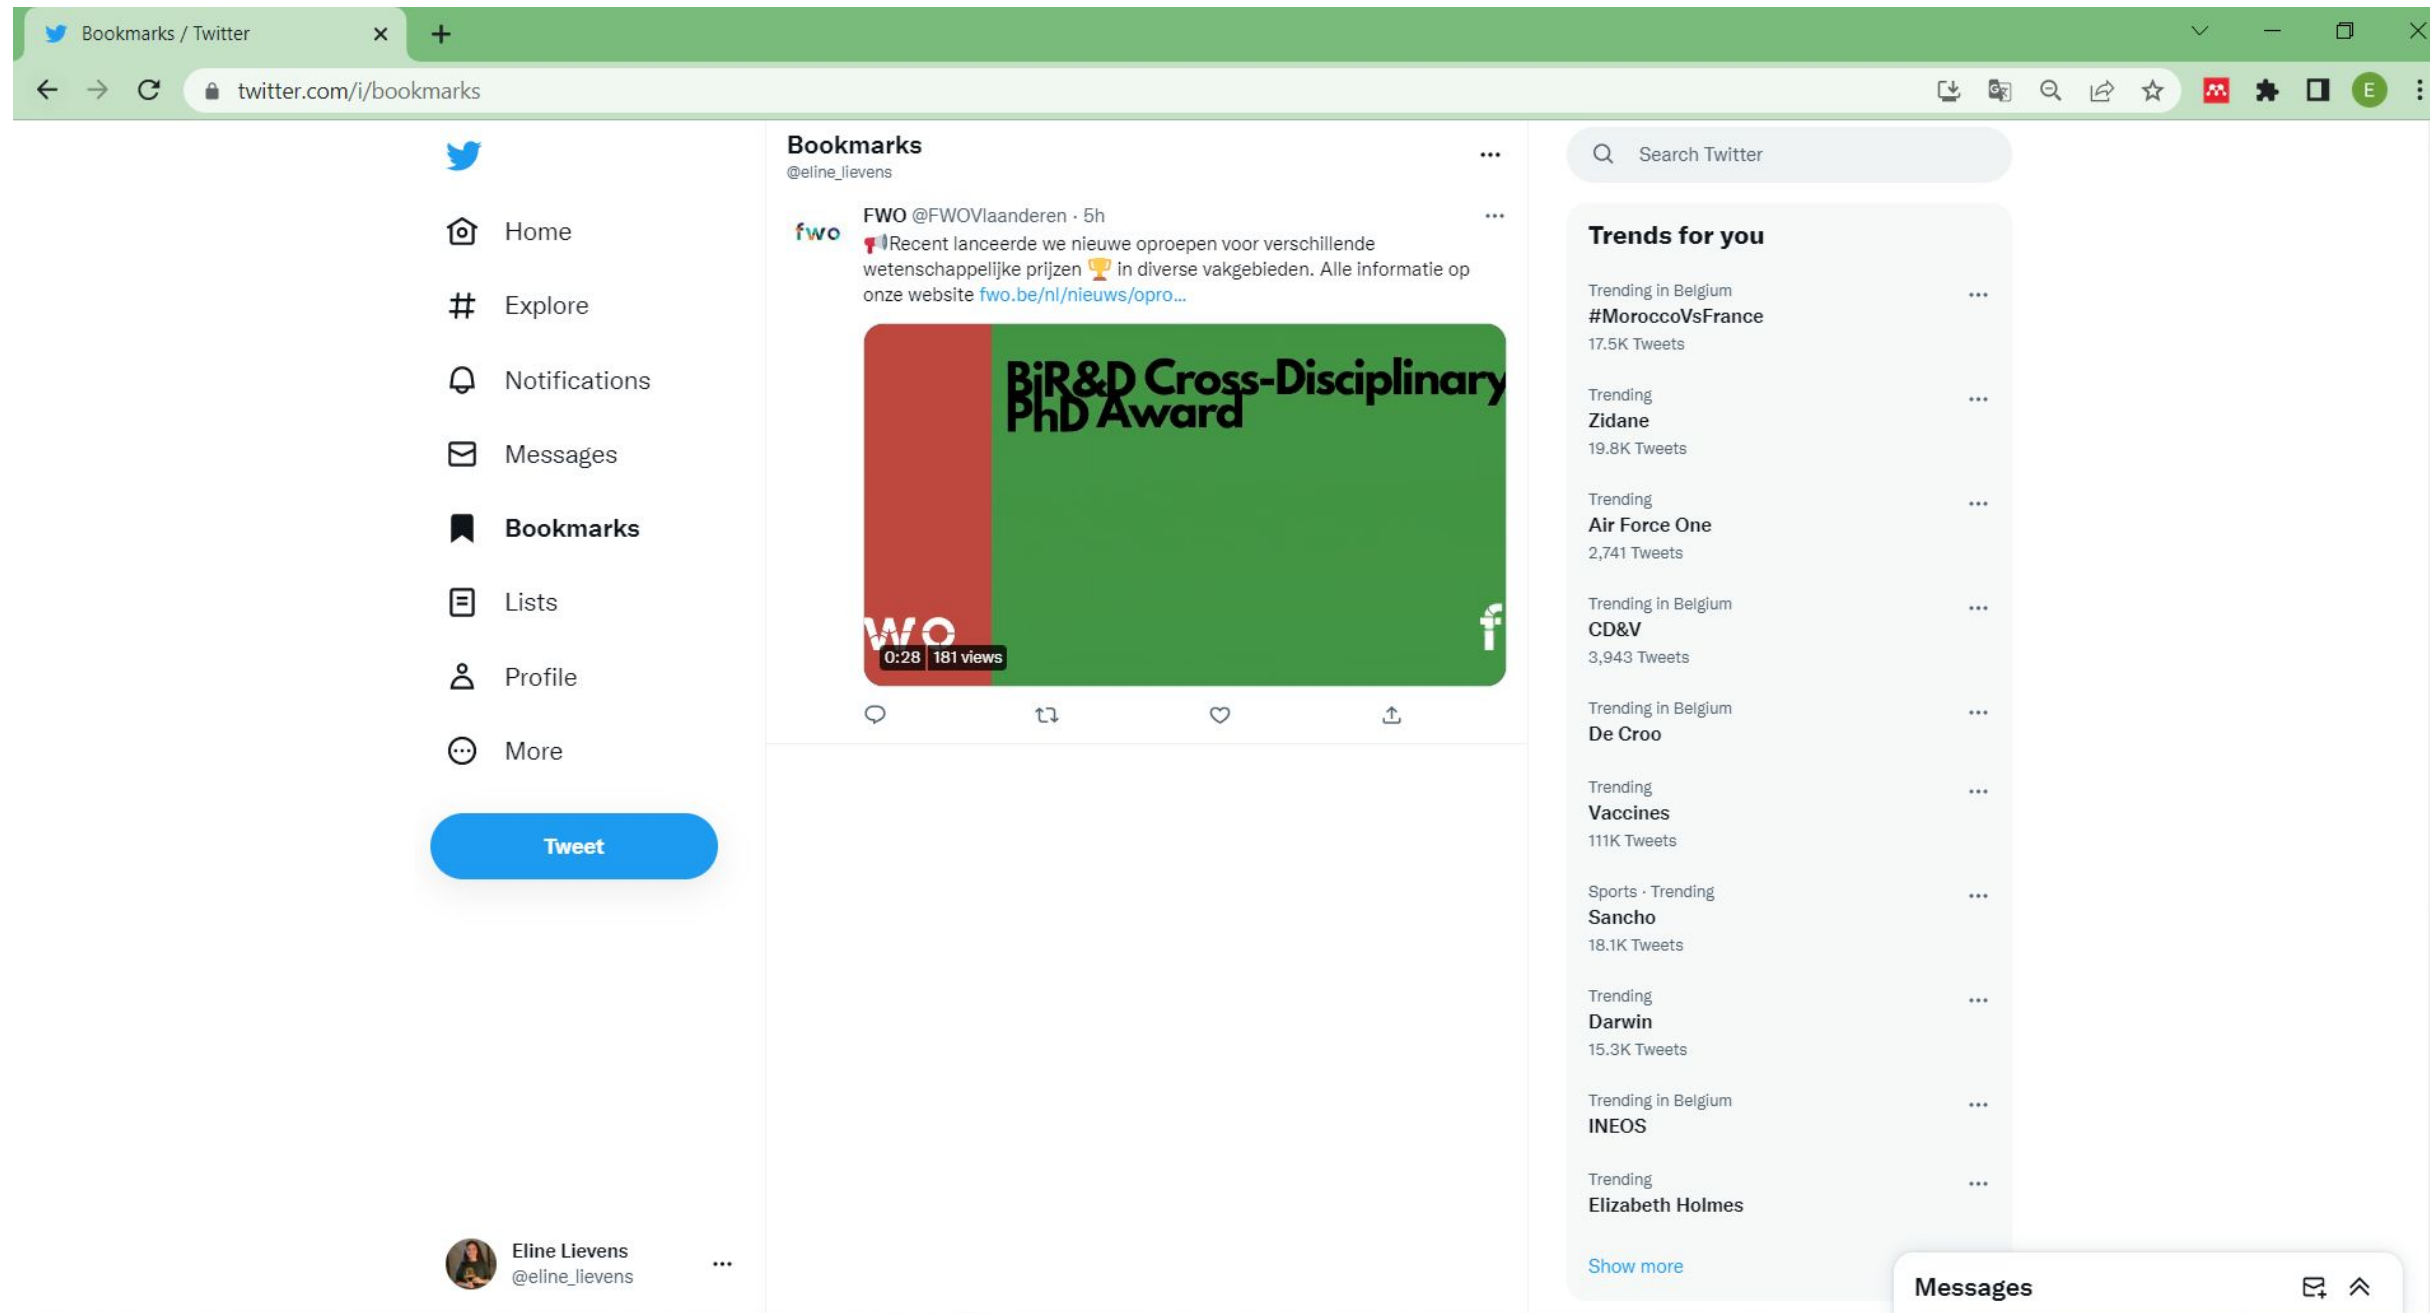 Bookmarks / Twitter
twitter.com/i/bookmarks
E
Home
Explore
Notifications
Messages
Bookmarks
Lists
Profile
More
Tweet
Eline Lievens
@eline_lievens
Bookmarks
@eline_lievens
fwo
FWO @FWOVlaanderen · 5h
Recent lanceerde we nieuwe oproepen voor verschillende
wetenschappelijke prijzen 🏆 in diverse vakgebieden. Alle informatie op
onze website fwo.be/nl/nieuws/opro...
BiR&D Cross-Disciplinary
PhD Award
wo
f
0:28 181 views
Search Twitter
Trends for you
Trending in Belgium
#MoroccoVsFrance
17.5K Tweets
Trending
Zidane
19.8K Tweets
Trending
Air Force One
2,741 Tweets
Trending in Belgium
CD&V
3,943 Tweets
Trending in Belgium
De Croo
Trending
Vaccines
111K Tweets
Sports · Trending
Sancho
18.1K Tweets
Trending
Darwin
15.3K Tweets
Trending in Belgium
INEOS
Trending
Elizabeth Holmes
Show more
Messages